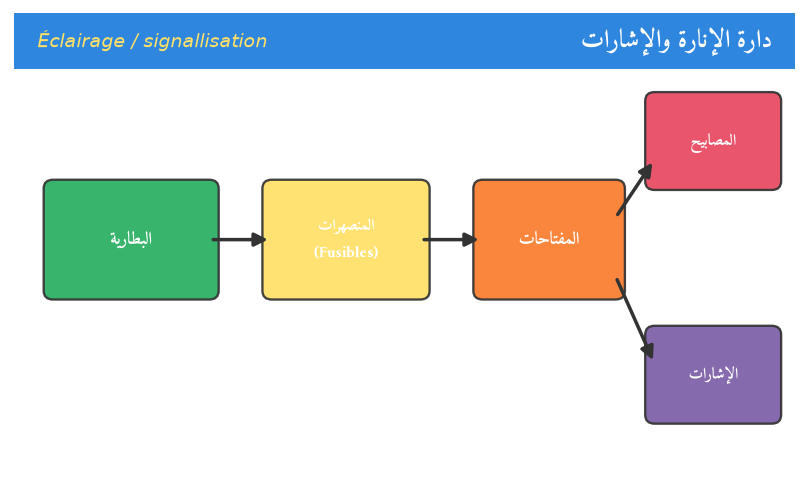 دارة الإنارة والإشارات
Éclairage / signallisation
المصابيح
البطارية
المنصهرات
(Fusibles)
المفتاحات
الإشارات